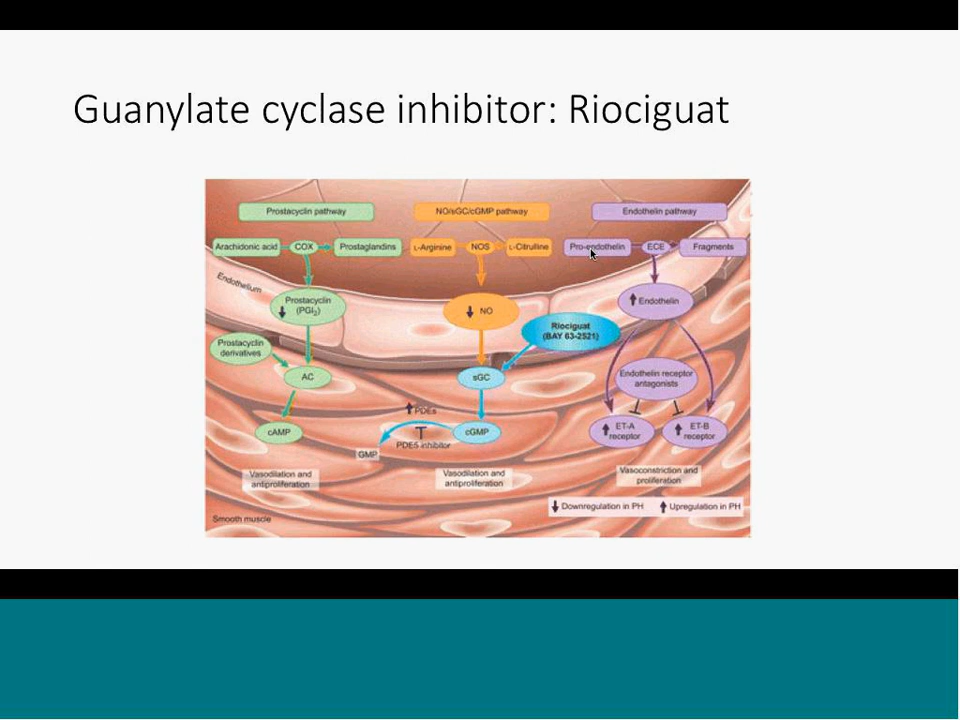 Guanylate cyclase inhibitor: Riociguat
Prostacyclin pathway
NO/sGC/cGMP pathway
Endothelin pathway
Arachidonic acid
COX
Prostaglandins
L-Arginine
NOS
L-Citrulline
Pro-endothelin
ECE
Fragments
Endothelium
Prostacyclin
(PGI2)
NO
Endothelin
Riociguat
(BAY 63-2521)
Prostacyclin
derivatives
AC
sGC
Endothelin receptor
antagonists
PDEs
cAMP
GMP
PDE5 inhibitor
cGMP
ET-A
receptor
ET-B
receptor
Vasodilation and
antiproliferation
Vasodilation and
antiproliferation
Vasoconstriction and
proliferation
Downregulation in PH
Upregulation in PH
Smooth muscle